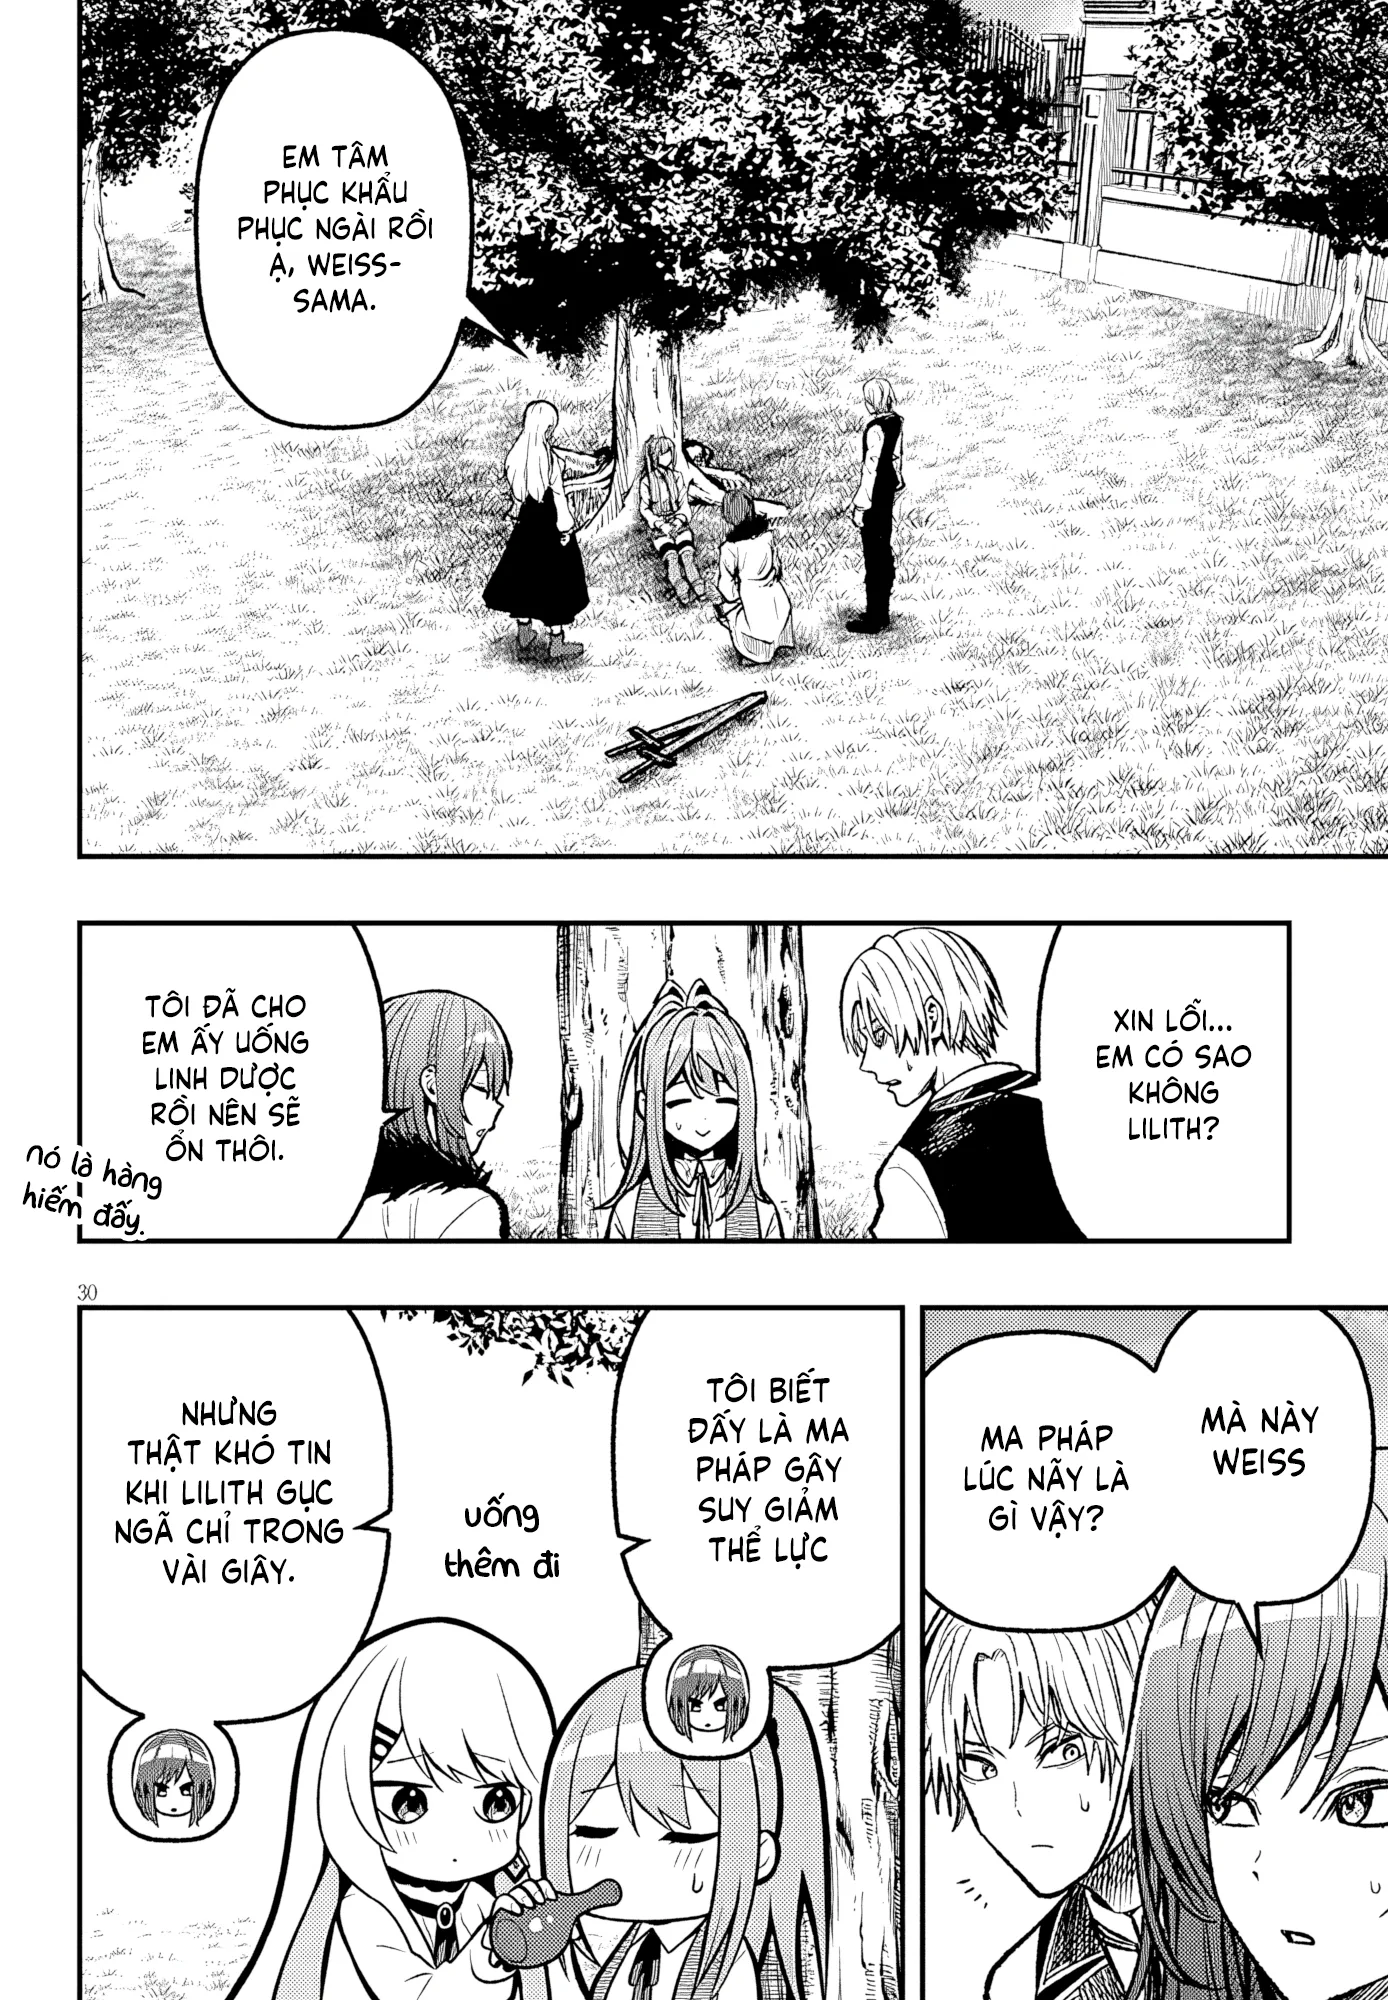 EM TÂM
PHỤC KHẨU
PHỤC NGÀI RỒI
Ạ, WEISS-
SAMA.
XIN LỖI...
EM CÓ SAO
KHÔNG
LILITH?
TÔI ĐÃ CHO
EM ẤY UỐNG
LINH DƯỢC
RỒI NÊN SẼ
ỔN THÔI.
nó là hàng
hiếm đấy.
30
MÀ NÀY
WEISS
MA PHÁP
LÚC NÃY LÀ
GÌ VẬY?
TÔI BIẾT
ĐẤY LÀ MA
PHÁP GÂY
SUY GIẢM
THỂ LỰC
uống
thêm đi
NHƯNG
THẬT KHÓ TIN
KHI LILITH GỤC
NGÃ CHỈ TRONG
VÀI GIÂY.